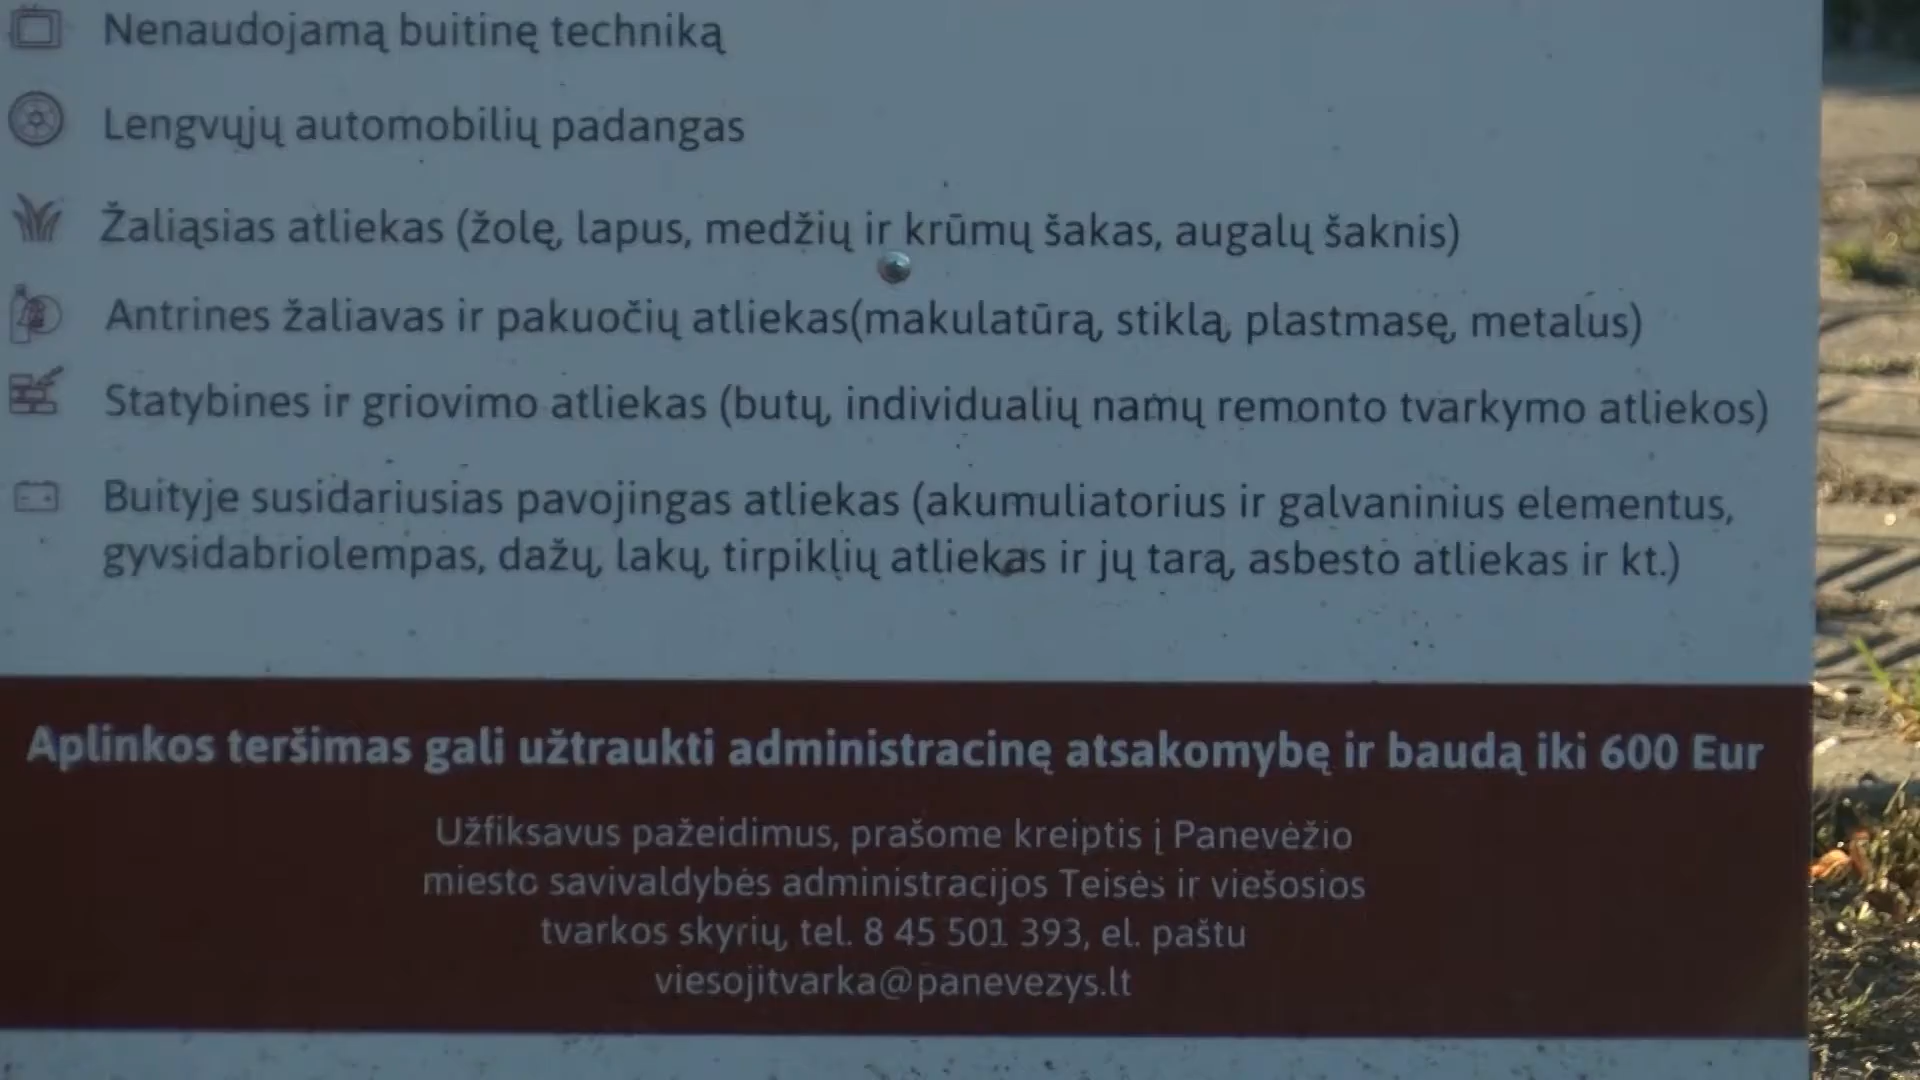 Nenaudojamą buitinę techniką
Lengvųjų automobilių padangas
Žaliąsias atliekas (žolę, lapus, medžių ir krūmų šakas, augalų šaknis)
Antrines žaliavas ir pakuočių atliekas(makulatūrą, stiklą, plastmasę, metalus)
Statybines ir griovimo atliekas (butų, individualių namų remonto tvarkymo atliekos)
Buityje susidariusias pavojingas atliekas (akumuliatorius ir galvaninius elementus,
gyvsidabriolempas, dažų, lakų, tirpiklių atliekas ir jų tarą, asbesto atliekas ir kt.)
Aplinkos teršimas gali užtraukti administracinę atsakomybę ir baudą iki 600 Eur
Užfiksavus pažeidimus, prašome kreiptis į Panevėžio
miesto savivaldybės administracijos Teisės ir viešosios
tvarkos skyrių, tel. 8 45 501 393, el. paštu
viesojitvarka@panevezys.lt